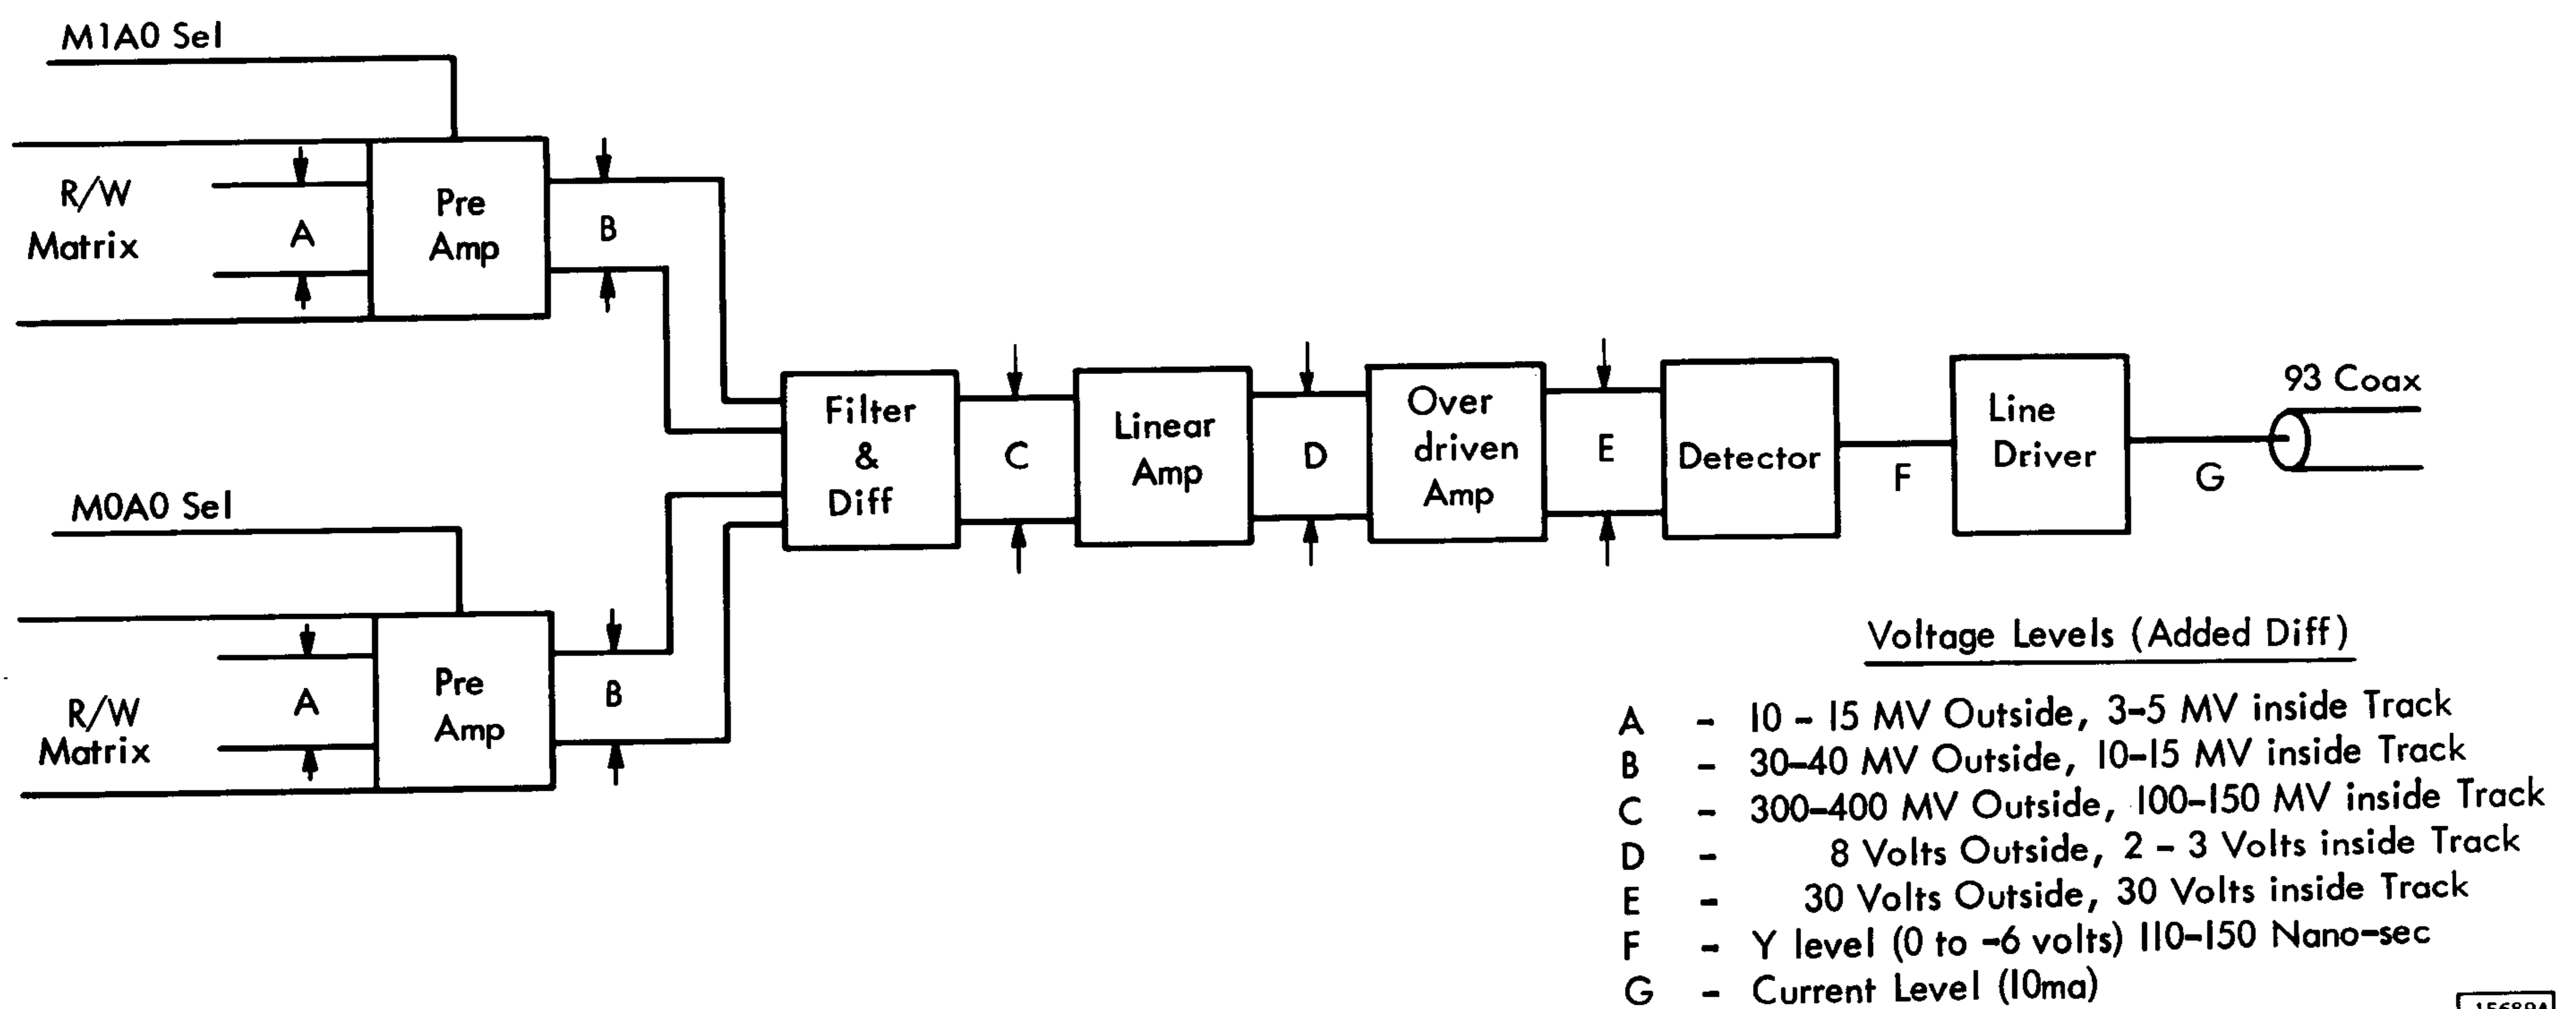 M1A0 Sel
R/W
Matrix
A
Pre
Amp
B
M0A0 Sel
R/W
Matrix
A
Pre
Amp
B
Filter
&
Diff
C
Linear
Amp
D
Over
driven
Amp
E
Detector
F
Line
Driver
G
93 Coax
Voltage Levels (Added Diff)
A - 10 - 15 MV Outside, 3-5 MV inside Track
B - 30-40 MV Outside, 10-15 MV inside Track
C - 300-400 MV Outside, 100-150 MV inside Track
D - 8 Volts Outside, 2 - 3 Volts inside Track
E - 30 Volts Outside, 30 Volts inside Track
F - Y level (0 to -6 volts) 110-150 Nano-sec
G - Current Level (10ma)